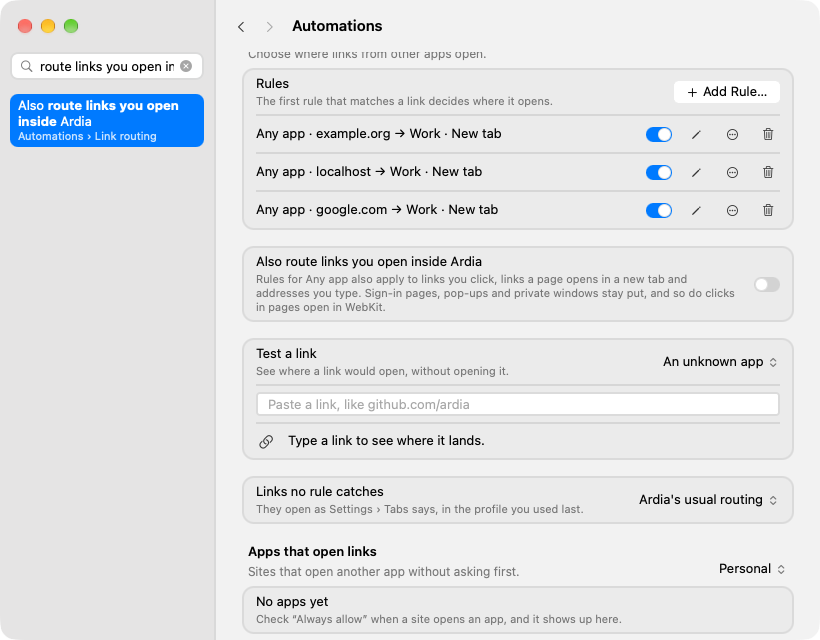 Automations
route links you open in
Also route links you open
inside Ardia
Automations › Link routing
Choose where links from other apps open.
Rules
The first rule that matches a link decides where it opens.
+ Add Rule...
Any app · example.org → Work · New tab
Any app · localhost → Work · New tab
Any app · google.com → Work · New tab
Also route links you open inside Ardia
Rules for Any app also apply to links you click, links a page opens in a new tab and
addresses you type. Sign-in pages, pop-ups and private windows stay put, and so do clicks
in pages open in WebKit.
Test a link
See where a link would open, without opening it.
An unknown app
Paste a link, like github.com/ardia
Type a link to see where it lands.
Links no rule catches
They open as Settings › Tabs says, in the profile you used last.
Ardia's usual routing
Apps that open links
Sites that open another app without asking first.
Personal
No apps yet
Check “Always allow” when a site opens an app, and it shows up here.